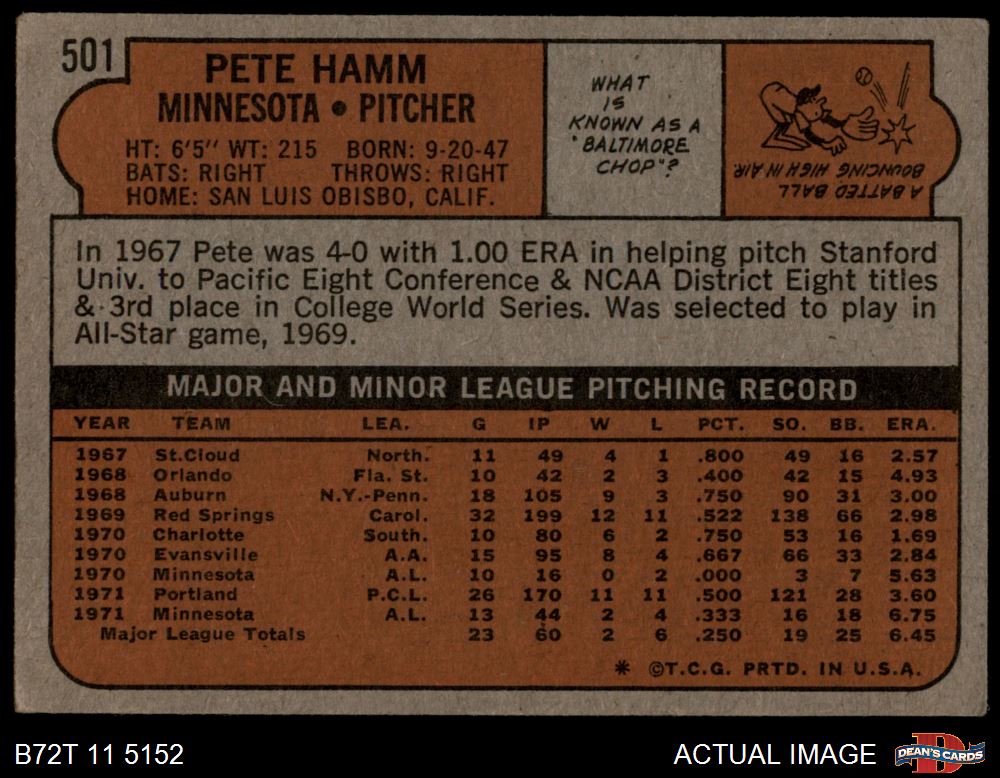 501
PETE HAMM
MINNESOTA • PITCHER
HT: 6'5" WT: 215 BORN: 9-20-47
BATS: RIGHT THROWS: RIGHT
HOME: SAN LUIS OBISBO, CALIF.
WHAT
IS
KNOWN AS A
"BALTIMORE
CHOP"?
A BATTED BALL
BOUNCING HIGH IN AIR.
In 1967 Pete was 4-0 with 1.00 ERA in helping pitch Stanford
Univ. to Pacific Eight Conference & NCAA District Eight titles
& 3rd place in College World Series. Was selected to play in
All-Star game, 1969.
MAJOR AND MINOR LEAGUE PITCHING RECORD
YEAR TEAM LEA. G IP W L PCT. SO. BB. ERA.
1967 St.Cloud North. 11 49 4 1 .800 49 16 2.57
1968 Orlando Fla. St. 10 42 2 3 .400 42 15 4.93
1968 Auburn N.Y.-Penn. 18 105 9 3 .750 90 31 3.00
1969 Red Springs Carol. 32 199 12 11 .522 138 66 2.98
1970 Charlotte South. 10 80 6 2 .750 53 16 1.69
1970 Evansville A.A. 15 95 8 4 .667 66 33 2.84
1970 Minnesota A.L. 10 16 0 2 .000 3 7 5.63
1971 Portland P.C.L. 26 170 11 11 .500 121 28 3.60
1971 Minnesota A.L. 13 44 2 4 .333 16 18 6.75
Major League Totals 23 60 2 6 .250 19 25 6.45
* ©T.C.G. PRTD. IN U.S.A.
B72T 11 5152
ACTUAL IMAGE
DEAN'S CARDS